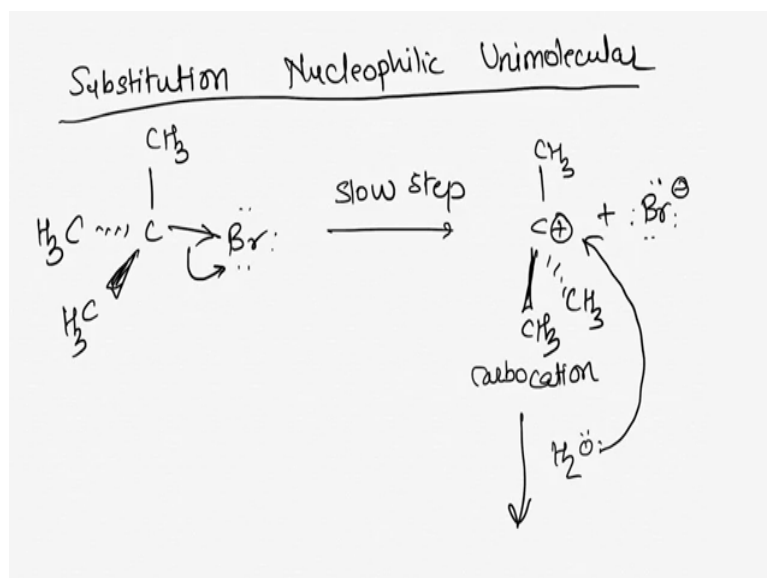 Substitution Nucleophilic Unimolecular
CH3
H3C C Br
H3C
slow step
CH3
C⊕ + :Br:⊖
CH3
CH3
carbocation
H2O: